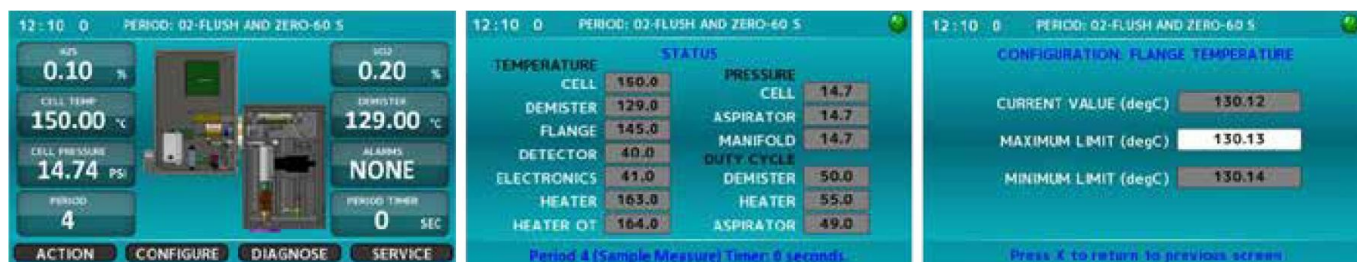 12:10 0 PERIOD: 02-FLUSH AND ZERO-60 S
H2S
0.10 %
CELL TEMP
150.00 °C
CELL PRESSURE
14.74 PSI
PERIOD
4
SO2
0.20 %
DEMISTER
129.00 °C
ALARMS
NONE
PERIOD TIMER
0 SEC
ACTION CONFIGURE DIAGNOSE SERVICE
12:10 0 PERIOD: 02-FLUSH AND ZERO-60 S
STATUS
TEMPERATURE
CELL 150.0
DEMISTER 129.0
FLANGE 145.0
DETECTOR 40.0
ELECTRONICS 41.0
HEATER 163.0
HEATER OT 164.0
PRESSURE
CELL 14.7
ASPIRATOR 14.7
MANIFOLD 14.7
DUTY CYCLE
DEMISTER 50.0
HEATER 55.0
ASPIRATOR 49.0
Period 4 (Sample Measure) Timer: 0 seconds.
12:10 0 PERIOD: 02-FLUSH AND ZERO-60 S
CONFIGURATION: FLANGE TEMPERATURE
CURRENT VALUE (degC) 130.12
MAXIMUM LIMIT (degC) 130.13
MINIMUM LIMIT (degC) 130.14
Press X to return to previous screen